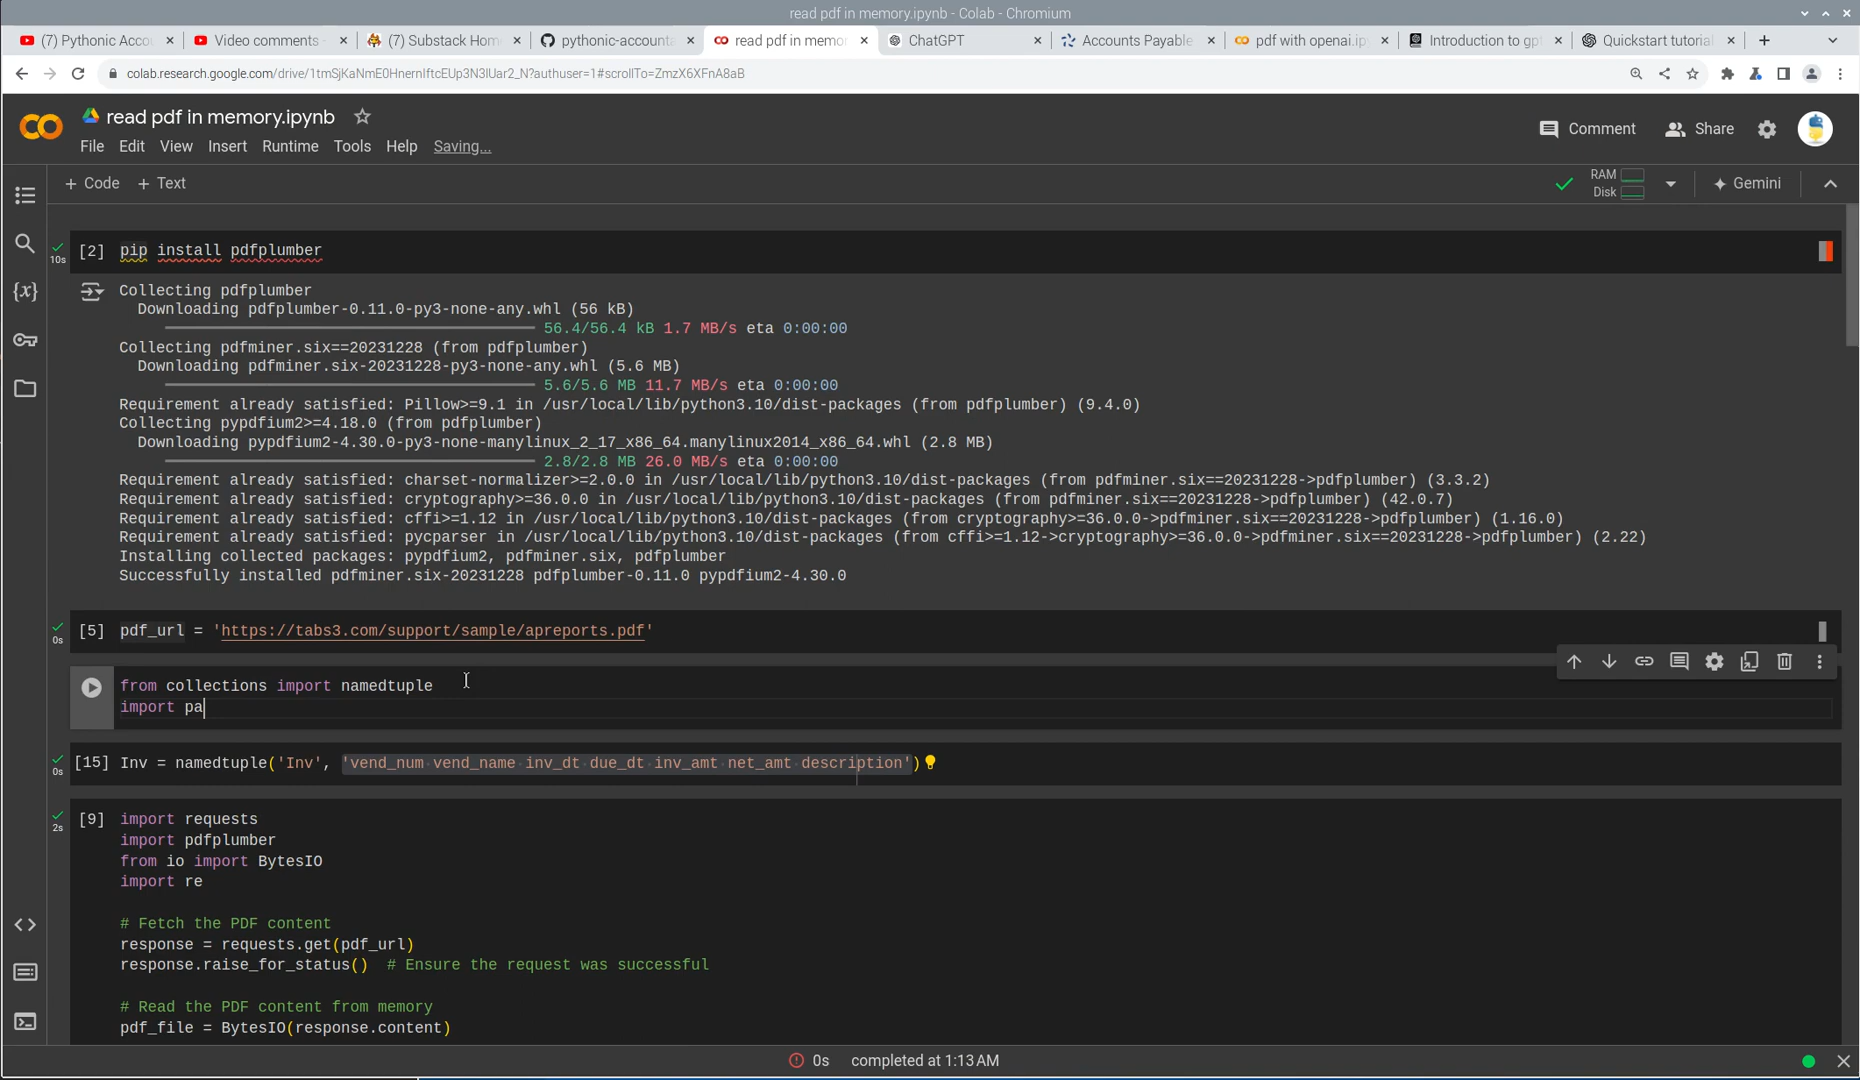 read pdf in memory.ipynb - Colab - Chromium
(7) Pythonic Accou
Video comments -
(7) Substack Hom
pythonic-accounta
read pdf in memo
ChatGPT
Accounts Payable
pdf with openai.ip
Introduction to gp
Quickstart tutorial
colab.research.google.com/drive/1tmSjKaNmE0HnernIftcEUp3N3lUar2_N?authuser=1#scrollTo=ZmzX6XFnA8aB
read pdf in memory.ipynb
File Edit View Insert Runtime Tools Help Saving...
Comment Share
+ Code + Text
RAM
Disk
Gemini
[2] pip install pdfplumber
10s
Collecting pdfplumber
Downloading pdfplumber-0.11.0-py3-none-any.whl (56 kB)
56.4/56.4 kB 1.7 MB/s eta 0:00:00
Collecting pdfminer.six==20231228 (from pdfplumber)
Downloading pdfminer.six-20231228-py3-none-any.whl (5.6 MB)
5.6/5.6 MB 11.7 MB/s eta 0:00:00
Requirement already satisfied: Pillow>=9.1 in /usr/local/lib/python3.10/dist-packages (from pdfplumber) (9.4.0)
Collecting pypdfium2>=4.18.0 (from pdfplumber)
Downloading pypdfium2-4.30.0-py3-none-manylinux_2_17_x86_64.manylinux2014_x86_64.whl (2.8 MB)
2.8/2.8 MB 26.0 MB/s eta 0:00:00
Requirement already satisfied: charset-normalizer>=2.0.0 in /usr/local/lib/python3.10/dist-packages (from pdfminer.six==20231228->pdfplumber) (3.3.2)
Requirement already satisfied: cryptography>=36.0.0 in /usr/local/lib/python3.10/dist-packages (from pdfminer.six==20231228->pdfplumber) (42.0.7)
Requirement already satisfied: cffi>=1.12 in /usr/local/lib/python3.10/dist-packages (from cryptography>=36.0.0->pdfminer.six==20231228->pdfplumber) (1.16.0)
Requirement already satisfied: pycparser in /usr/local/lib/python3.10/dist-packages (from cffi>=1.12->cryptography>=36.0.0->pdfminer.six==20231228->pdfplumber) (2.22)
Installing collected packages: pypdfium2, pdfminer.six, pdfplumber
Successfully installed pdfminer.six-20231228 pdfplumber-0.11.0 pypdfium2-4.30.0
[5] pdf_url = 'https://tabs3.com/support/sample/apreports.pdf'
0s
from collections import namedtuple
import pa
[15] Inv = namedtuple('Inv', 'vend_num vend_name inv_dt due_dt inv_amt net_amt description')
0s
[9] import requests
2s
import pdfplumber
from io import BytesIO
import re
# Fetch the PDF content
response = requests.get(pdf_url)
response.raise_for_status()  # Ensure the request was successful
# Read the PDF content from memory
pdf_file = BytesIO(response.content)
0s completed at 1:13 AM